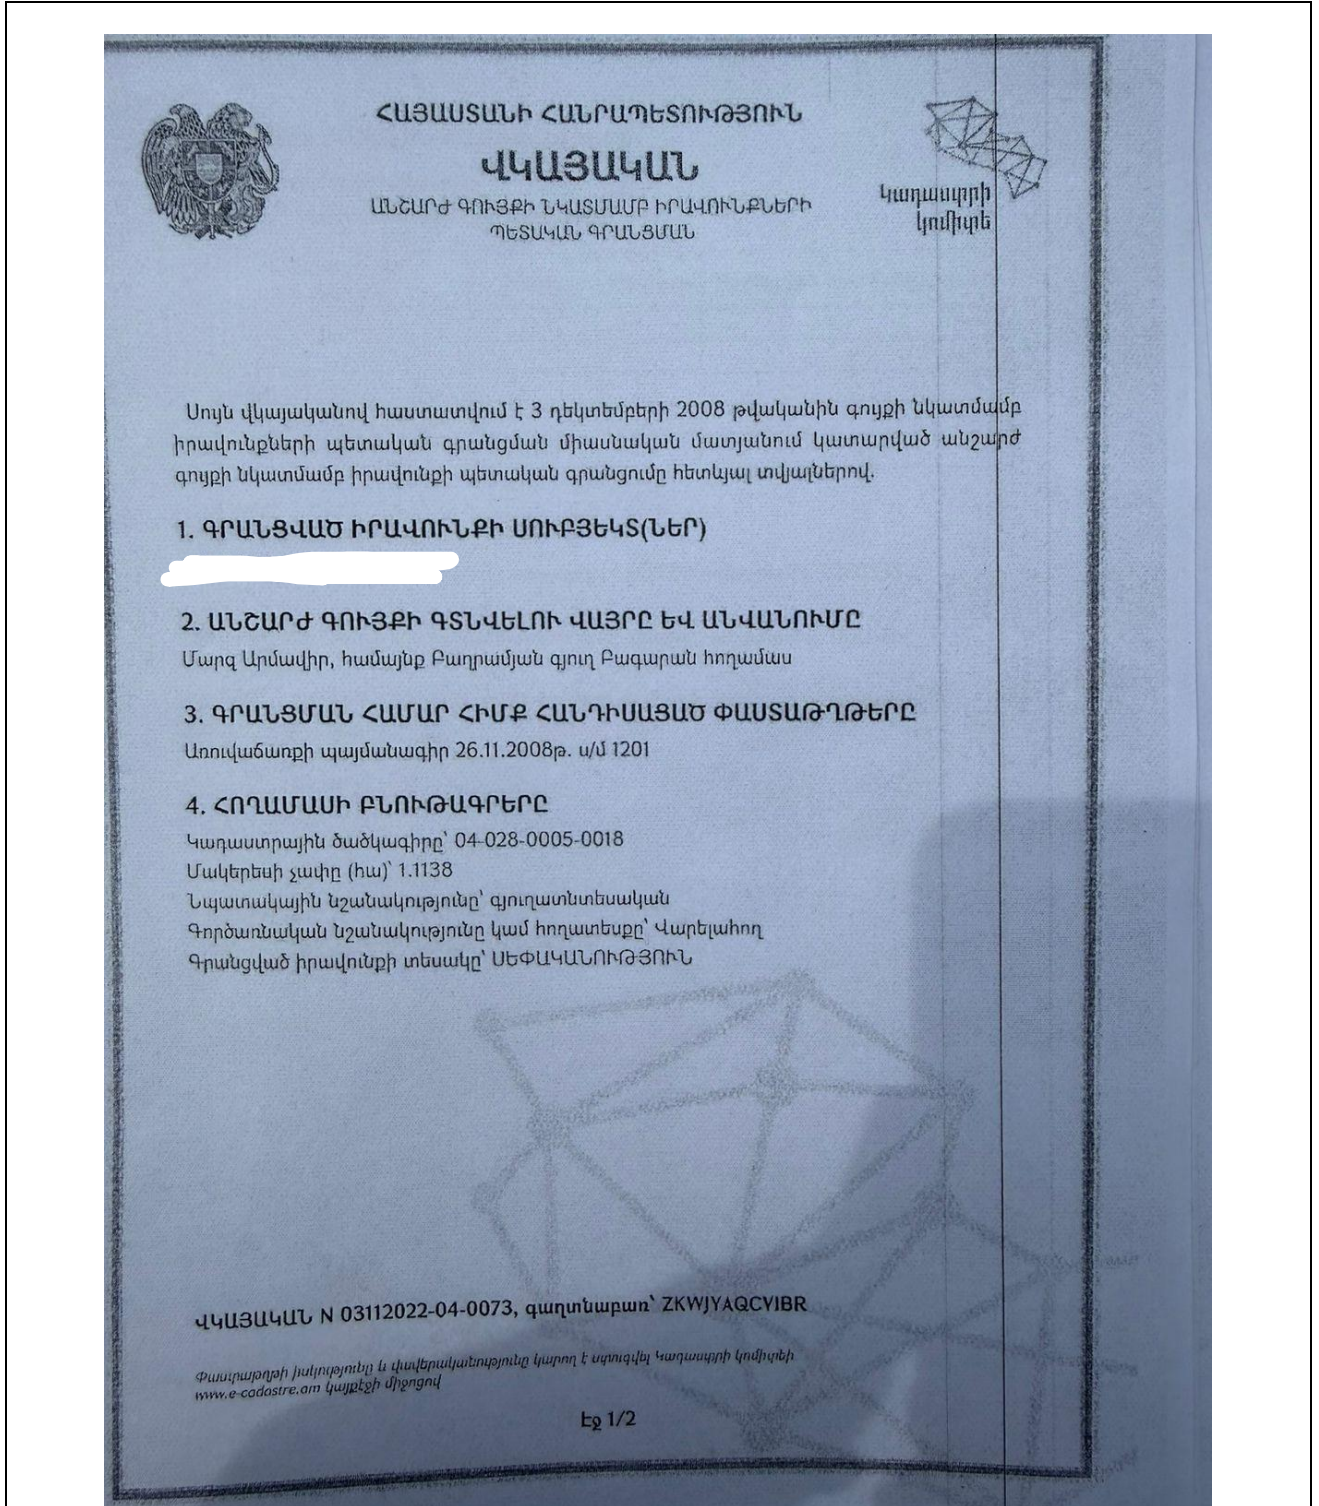 ՀԱՅԱՍՏԱՆԻ ՀԱՆՐԱՊԵՏՈՒԹՅՈՒՆ
ՎԿԱՅԱԿԱՆ
ԱՆՇԱՐԺ ԳՈՒՅՔԻ ՆԿԱՏՄԱՄԲ ԻՐԱՎՈՒՆՔՆԵՐԻ
ՊԵՏԱԿԱՆ ԳՐԱՆՑՄԱՆ
Կադաստրի
կոմիտե
Սույն վկայականով հաստատվում է 3 դեկտեմբերի 2008 թվականին գույքի նկատմամբ
իրավունքների պետական գրանցման միասնական մատյանում կատարված անշարժ
գույքի նկատմամբ իրավունքի պետական գրանցումը հետևյալ տվյալներով.
1. ԳՐԱՆՑՎԱԾ ԻՐԱՎՈՒՆՔԻ ՍՈՒԲՅԵԿՏ(ՆԵՐ)
2. ԱՆՇԱՐԺ ԳՈՒՅՔԻ ԳՏՆՎԵԼՈՒ ՎԱՅՐԸ ԵՎ ԱՆՎԱՆՈՒՄԸ
Մարզ Արմավիր, համայնք Բաղրամյան գյուղ Բագարան հողամաս
3. ԳՐԱՆՑՄԱՆ ՀԱՄԱՐ ՀԻՄՔ ՀԱՆԴԻՍԱՑԱԾ ՓԱՍՏԱԹՂԹԵՐԸ
Առուվաճառքի պայմանագիր 26.11.2008թ. ս/մ 1201
4. ՀՈՂԱՄԱՍԻ ԲՆՈՒԹԱԳՐԵՐԸ
Կադաստրային ծածկագիրը՝ 04-028-0005-0018
Մակերեսի չափը (հա)՝ 1.1138
Նպատակային նշանակությունը՝ գյուղատնտեսական
Գործառնական նշանակությունը կամ հողատեսքը՝ Վարելահող
Գրանցված իրավունքի տեսակը՝ ՍԵՓԱԿԱՆՈՒԹՅՈՒՆ
ՎԿԱՅԱԿԱՆ N 03112022-04-0073, գաղտնաբառ՝ ZKWJYAQCVIBR
Փաստաթղթի իսկությունը և վավերականությունը կարող է ստուգվել Կադաստրի կոմիտեի
www.e-cadastre.am կայքէջի միջոցով
Էջ 1/2